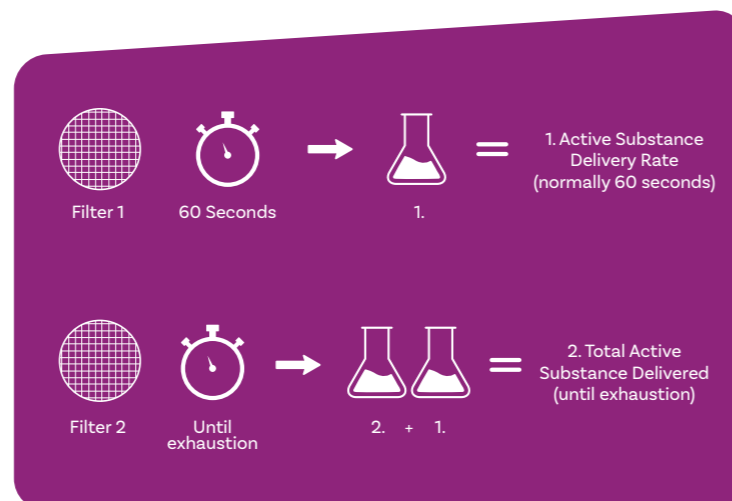 1. Active Substance
Delivery Rate
(normally 60 seconds)
Filter 1
60 Seconds
1.
2. Total Active
Substance Delivered
(until exhaustion)
Filter 2
Until
exhaustion
2. + 1.